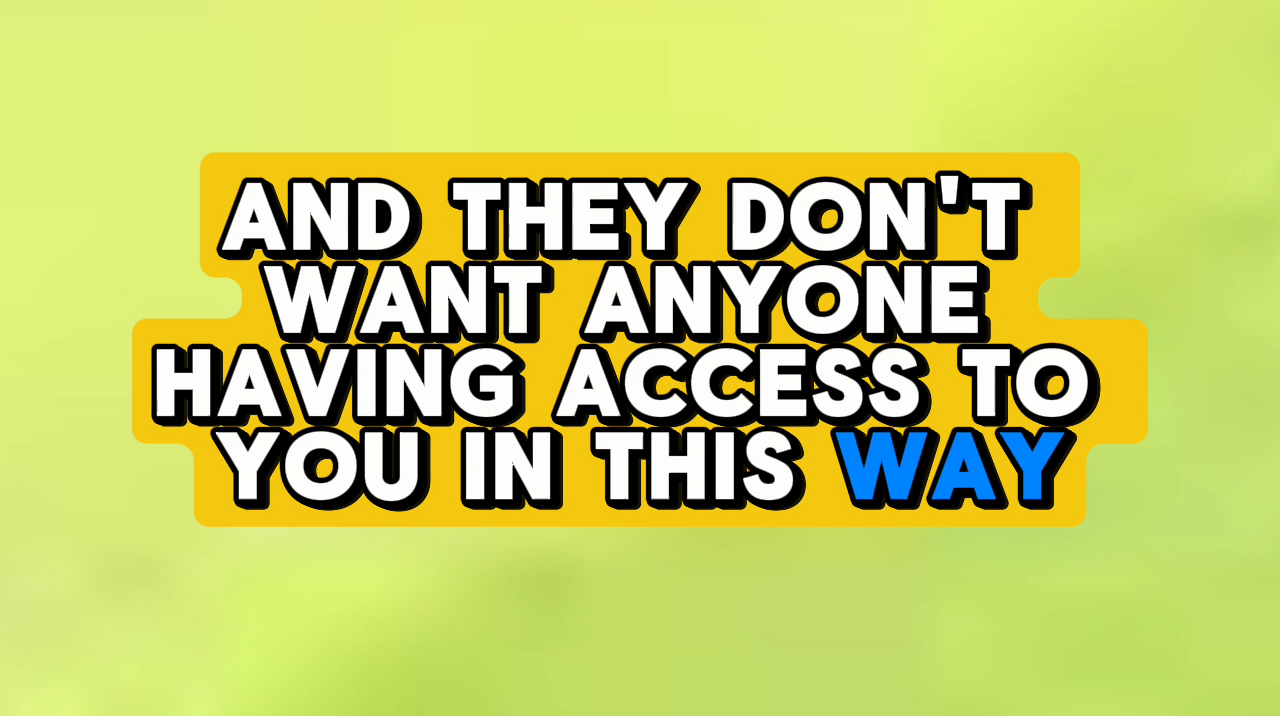 AND THEY DON'T
WANT ANYONE
HAVING ACCESS TO
YOU IN THIS WAY